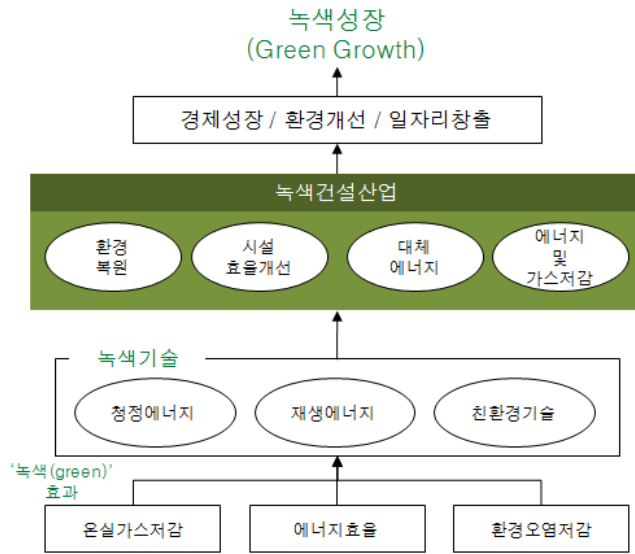 녹색성장
(Green Growth)
경제성장 / 환경개선 / 일자리창출
녹색건설산업
환경
복원
시설
효율개선
대체
에너지
에너지
및
가스저감
녹색기술
청정에너지
재생에너지
친환경기술
'녹색(green)'
효과
온실가스저감
에너지효율
환경오염저감